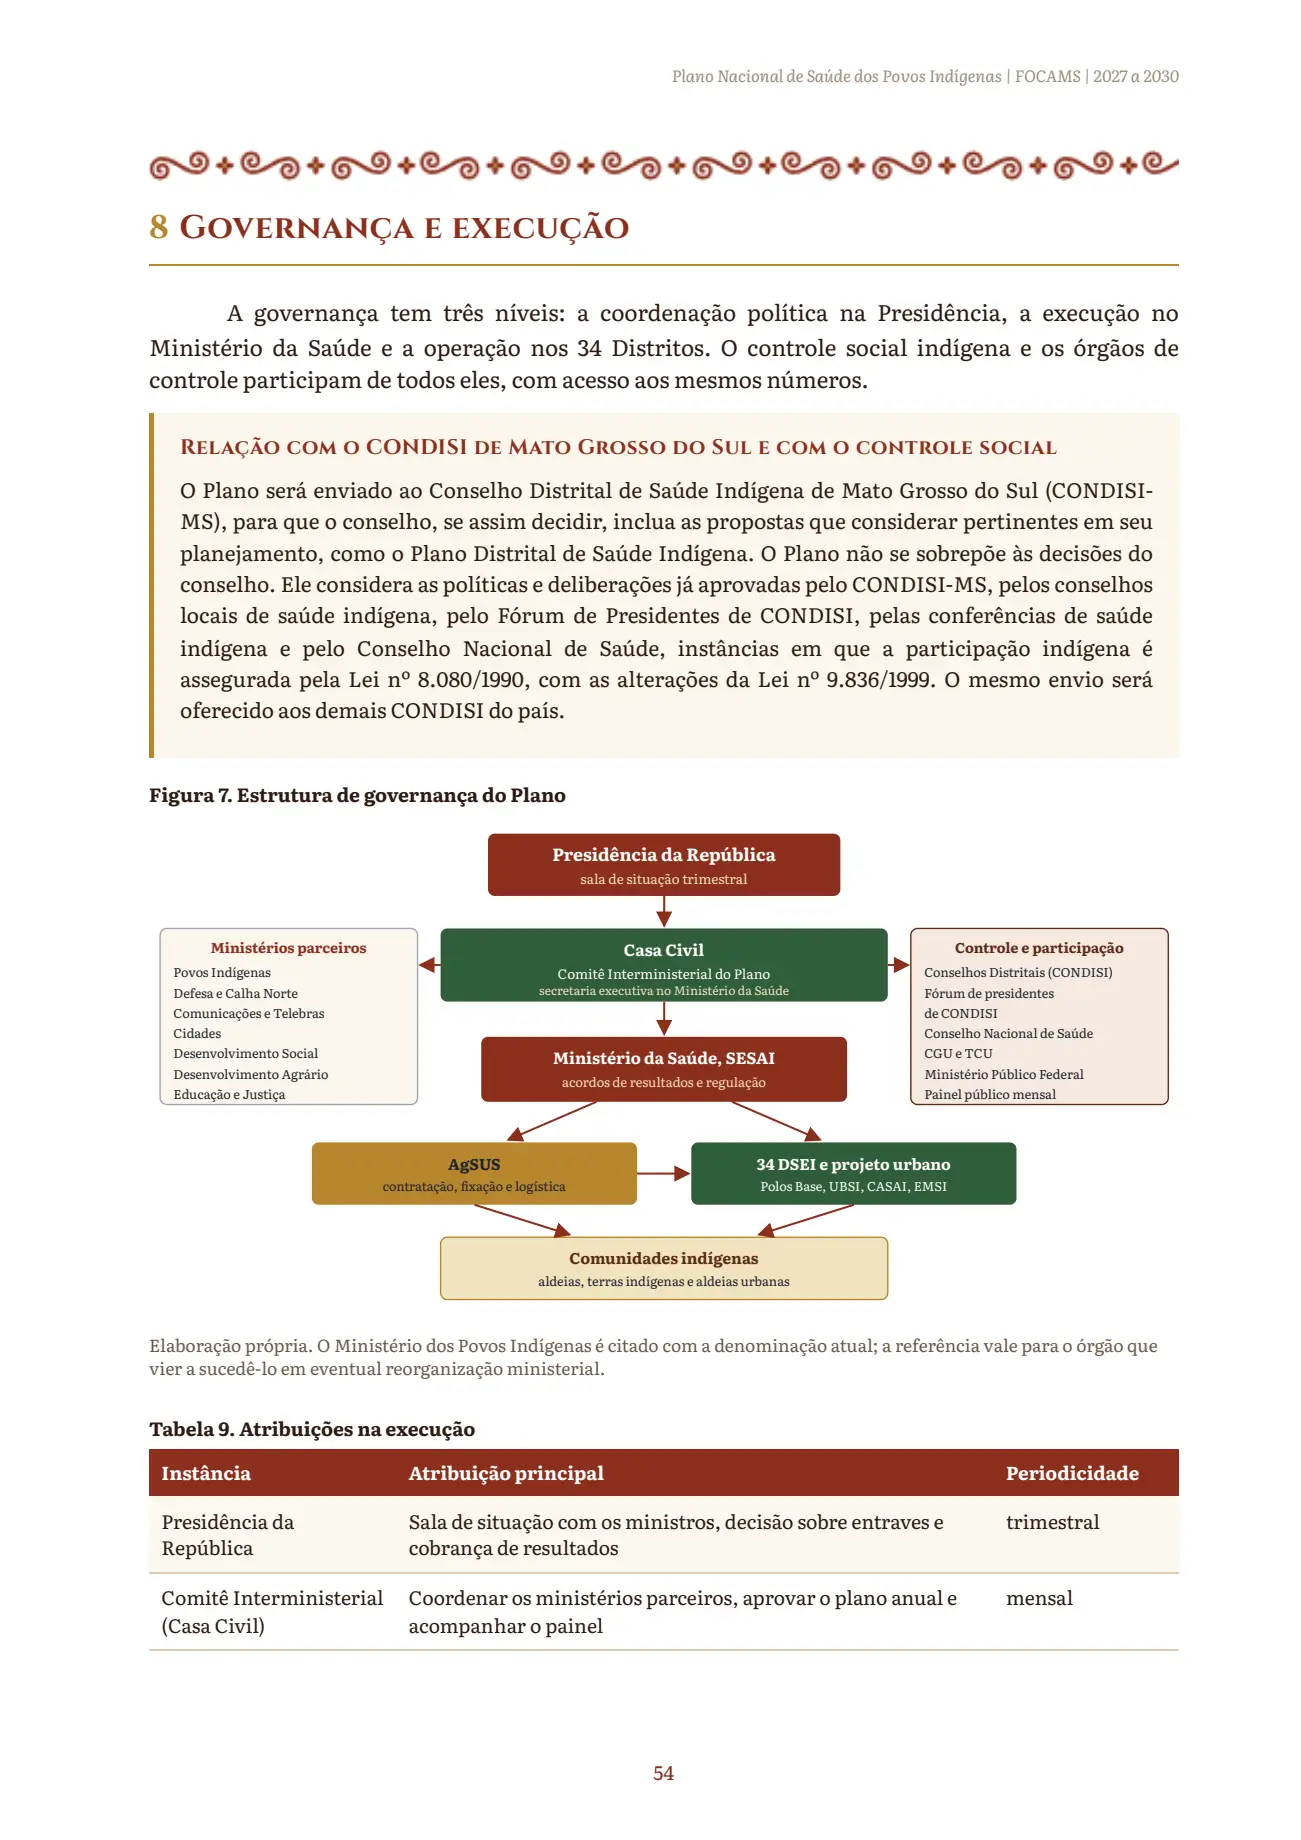 Plano Nacional de Saúde dos Povos Indígenas | FOCAMS | 2027 a 2030
8 Governança e execução
A governança tem três níveis: a coordenação política na Presidência, a execução no
Ministério da Saúde e a operação nos 34 Distritos. O controle social indígena e os órgãos de
controle participam de todos eles, com acesso aos mesmos números.
Relação com o CONDISI de Mato Grosso do Sul e com o controle social
O Plano será enviado ao Conselho Distrital de Saúde Indígena de Mato Grosso do Sul (CONDISI-
MS), para que o conselho, se assim decidir, inclua as propostas que considerar pertinentes em seu
planejamento, como o Plano Distrital de Saúde Indígena. O Plano não se sobrepõe às decisões do
conselho. Ele considera as políticas e deliberações já aprovadas pelo CONDISI-MS, pelos conselhos
locais de saúde indígena, pelo Fórum de Presidentes de CONDISI, pelas conferências de saúde
indígena e pelo Conselho Nacional de Saúde, instâncias em que a participação indígena é
assegurada pela Lei nº 8.080/1990, com as alterações da Lei nº 9.836/1999. O mesmo envio será
oferecido aos demais CONDISI do país.
Figura 7. Estrutura de governança do Plano
Presidência da República
sala de situação trimestral
Ministérios parceiros
Povos Indígenas
Defesa e Calha Norte
Comunicações e Telebras
Cidades
Desenvolvimento Social
Desenvolvimento Agrário
Educação e Justiça
Casa Civil
Comitê Interministerial do Plano
secretaria executiva no Ministério da Saúde
Controle e participação
Conselhos Distritais (CONDISI)
Fórum de presidentes
de CONDISI
Conselho Nacional de Saúde
CGU e TCU
Ministério Público Federal
Painel público mensal
Ministério da Saúde, SESAI
acordos de resultados e regulação
AgSUS
contratação, fixação e logística
34 DSEI e projeto urbano
Polos Base, UBSI, CASAI, EMSI
Comunidades indígenas
aldeias, terras indígenas e aldeias urbanas
Elaboração própria. O Ministério dos Povos Indígenas é citado com a denominação atual; a referência vale para o órgão que
vier a sucedê-lo em eventual reorganização ministerial.
Tabela 9. Atribuições na execução
Instância Atribuição principal Periodicidade
Presidência da Sala de situação com os ministros, decisão sobre entraves e trimestral
República cobrança de resultados
Comitê Interministerial Coordenar os ministérios parceiros, aprovar o plano anual e mensal
(Casa Civil) acompanhar o painel
54